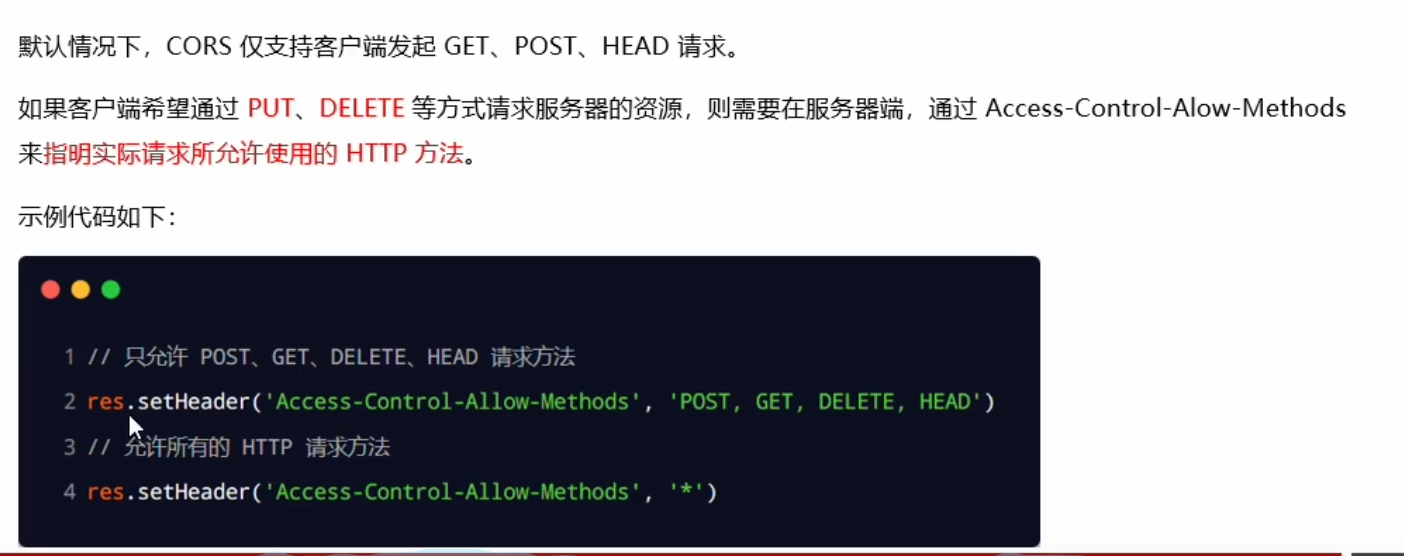 默认情况下，CORS 仅支持客户端发起 GET、POST、HEAD 请求。
如果客户端希望通过 PUT、DELETE 等方式请求服务器的资源，则需要在服务器端，通过 Access-Control-Alow-Methods
来指明实际请求所允许使用的 HTTP 方法。
示例代码如下：
1 // 只允许 POST、GET、DELETE、HEAD 请求方法
2 res.setHeader('Access-Control-Allow-Methods', 'POST, GET, DELETE, HEAD')
3 // 允许所有的 HTTP 请求方法
4 res.setHeader('Access-Control-Allow-Methods', '*')